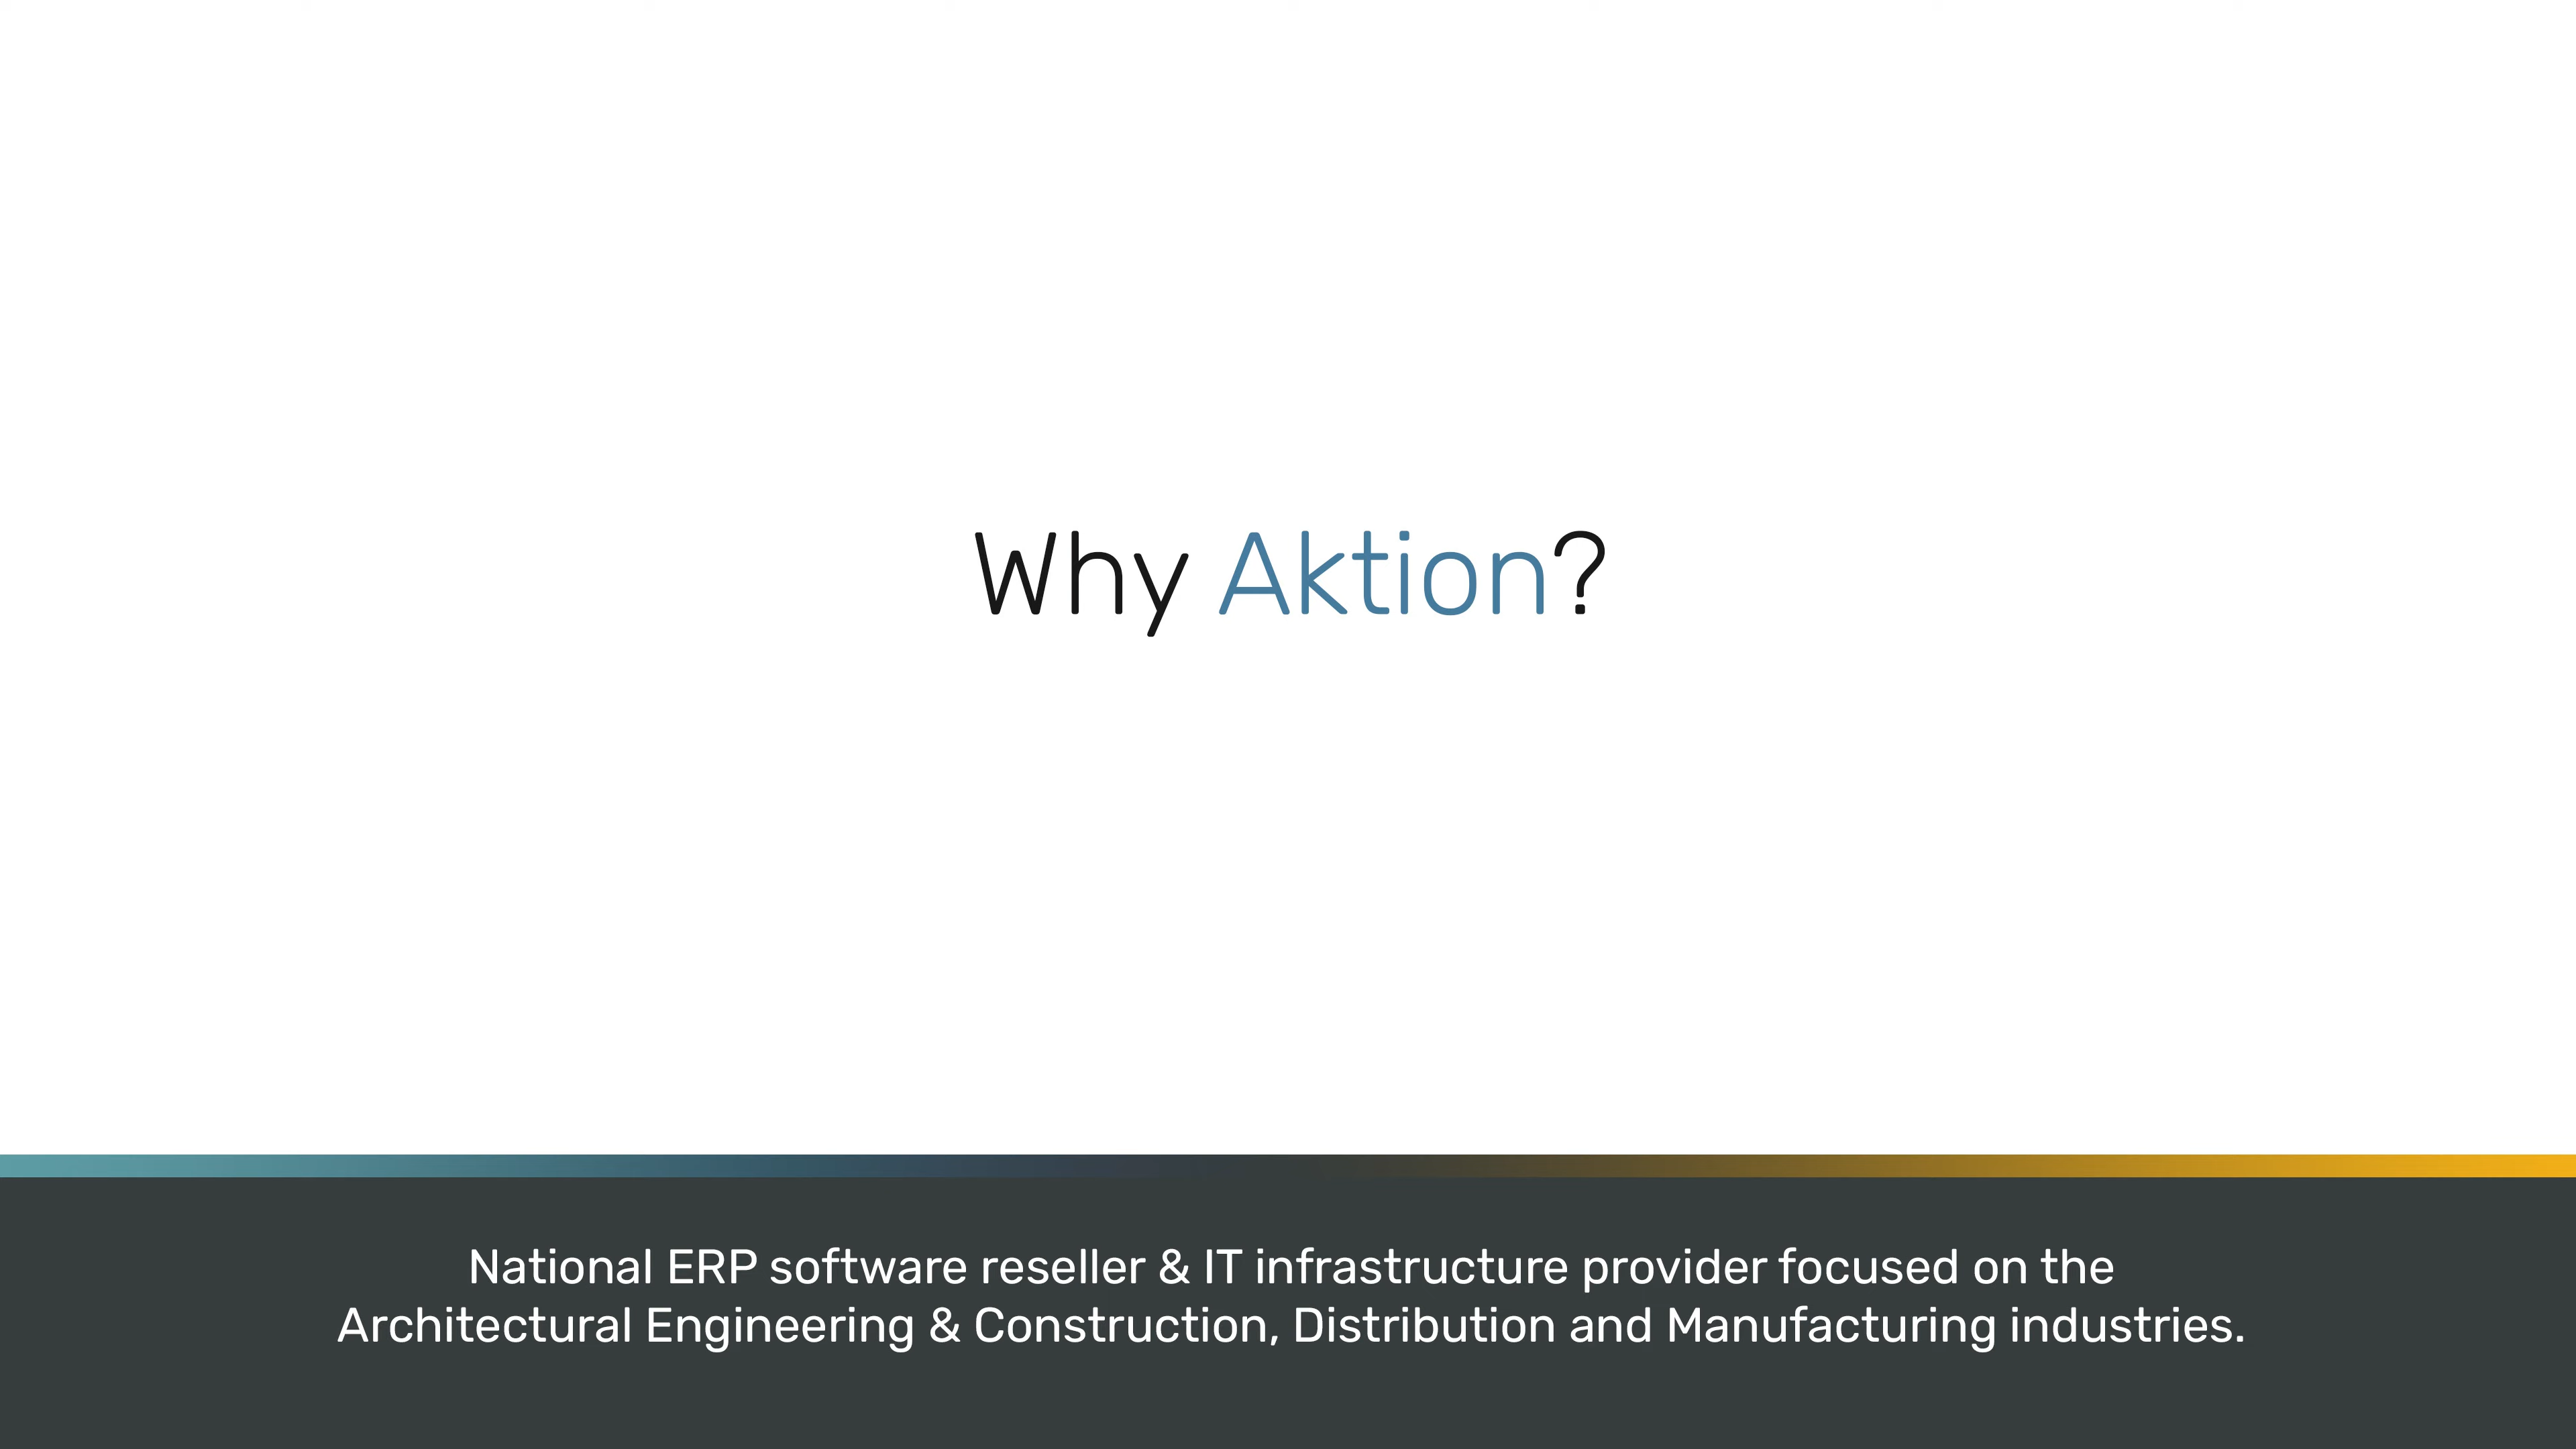 Why Aktion?
National ERP software reseller & IT infrastructure provider focused on the
Architectural Engineering & Construction, Distribution and Manufacturing industries.